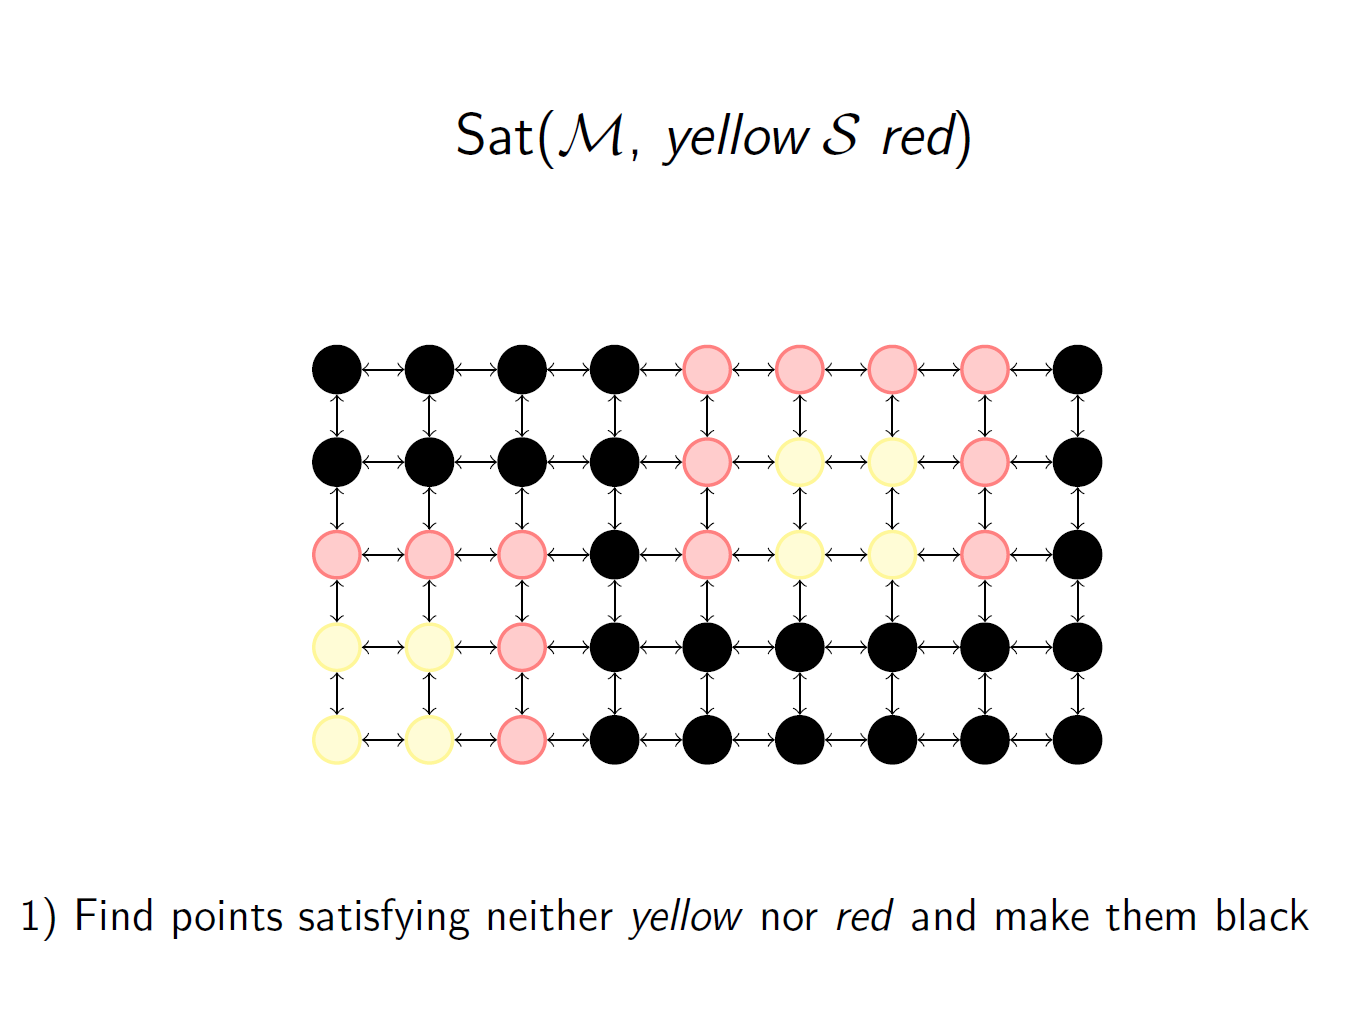 Sat(ℳ, yellow 𝒮 red)
1) Find points satisfying neither yellow nor red and make them black